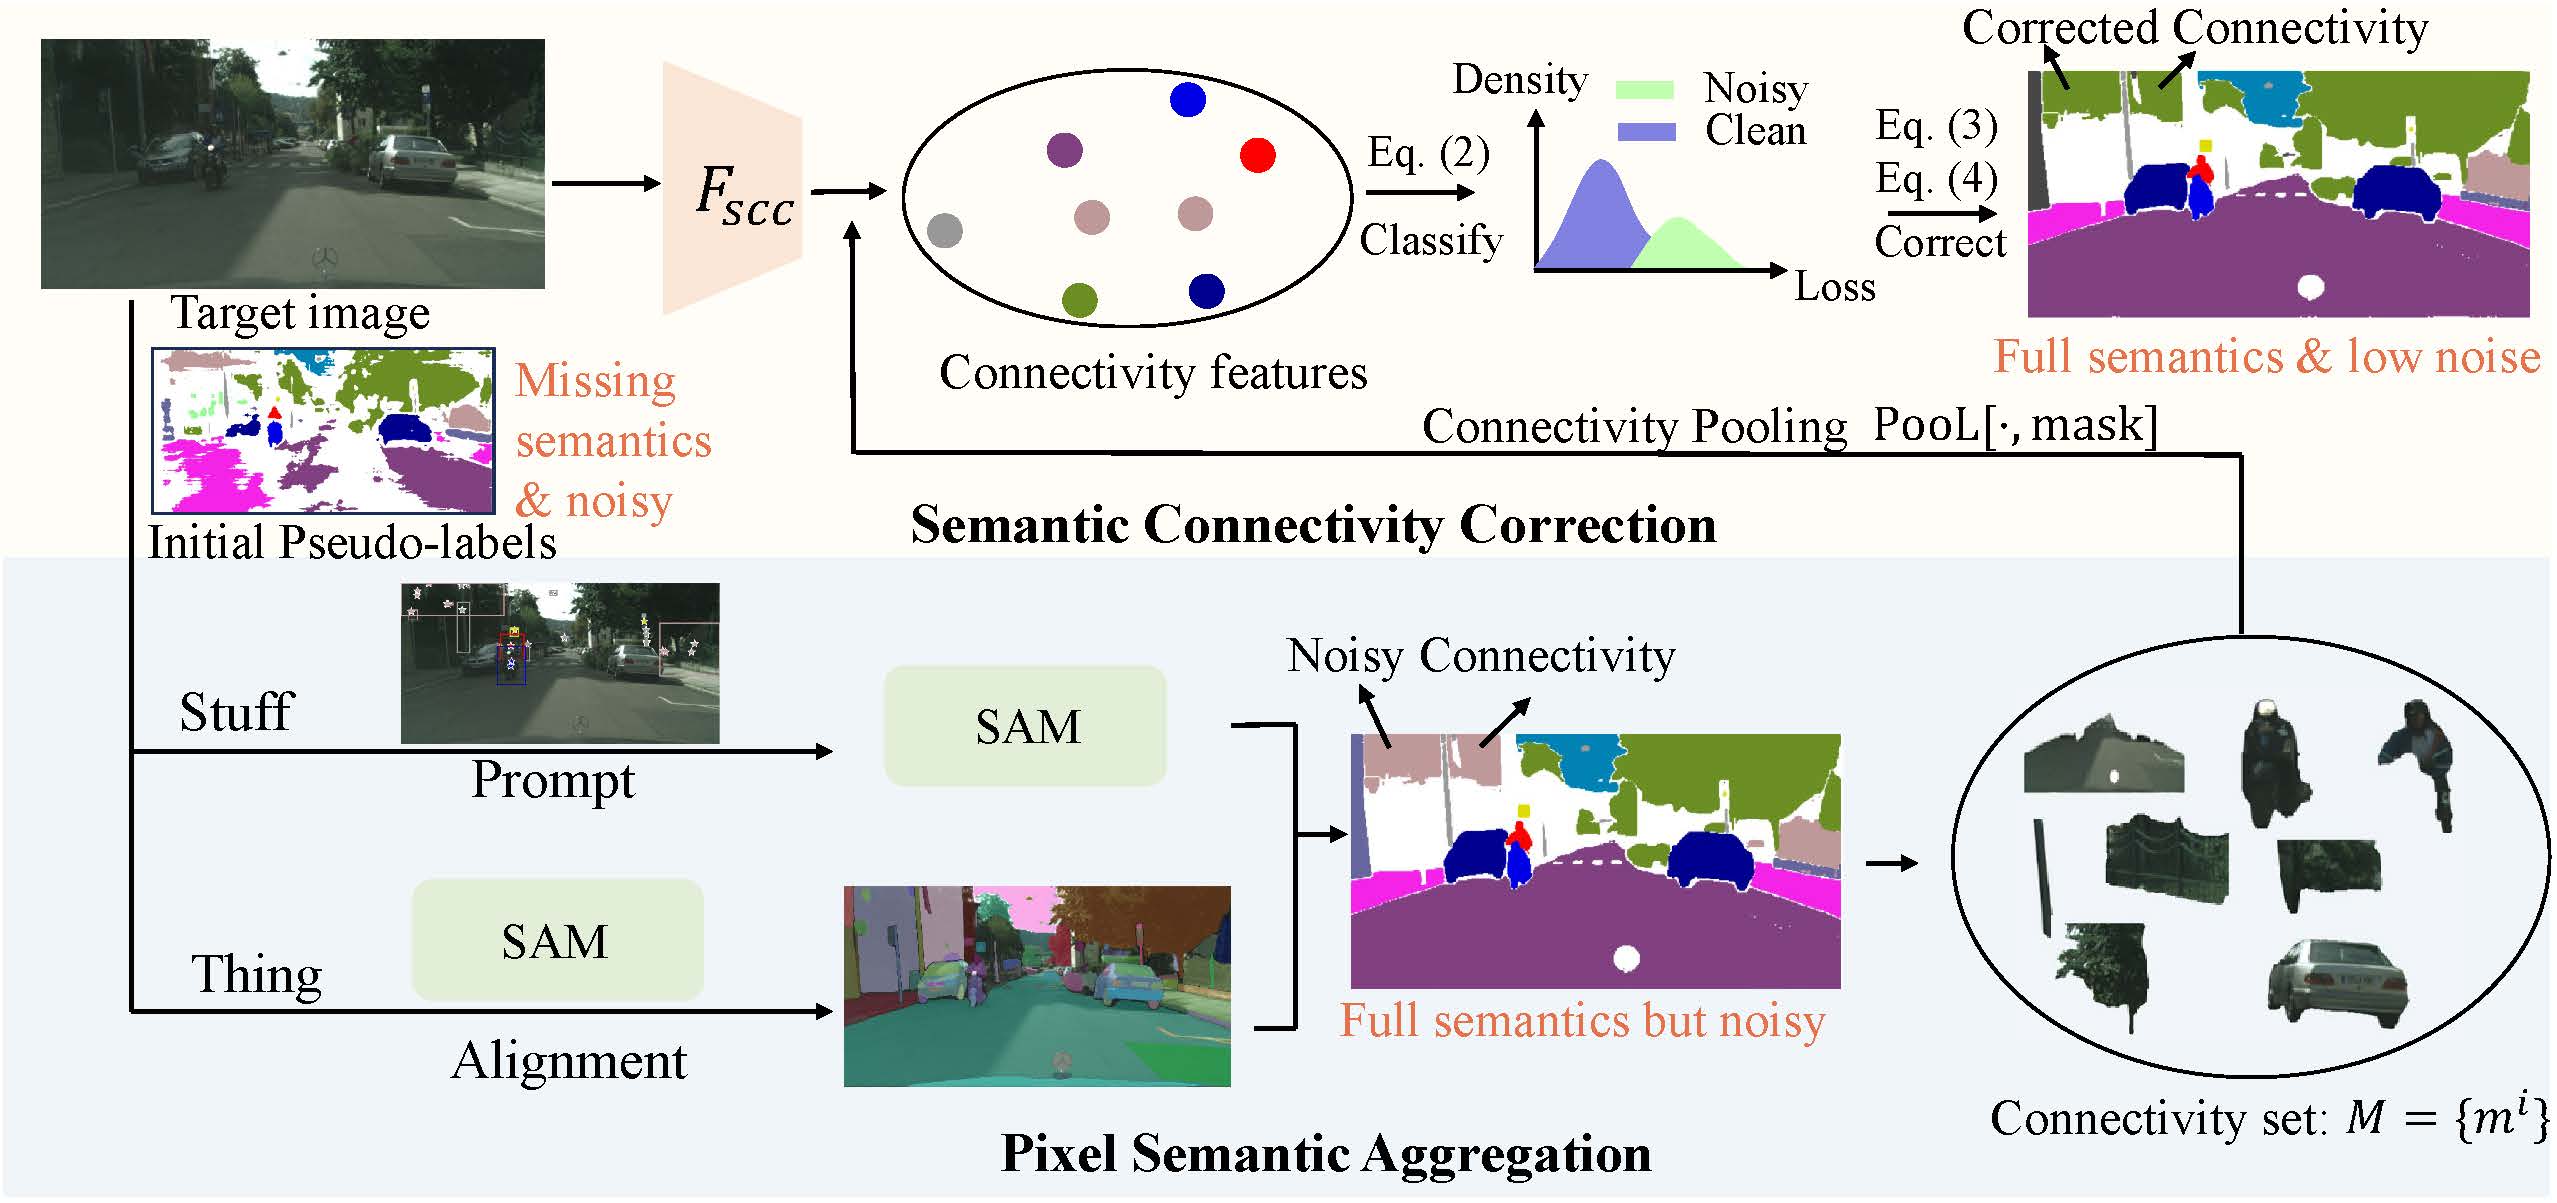 Target image
Initial Pseudo-labels
Missing
semantics
& noisy
F_scc
Connectivity features
Eq. (2)
Classify
Density
Noisy
Clean
Loss
Eq. (3)
Eq. (4)
Correct
Corrected Connectivity
Full semantics & low noise
Connectivity Pooling PooL[·, mask]
Semantic Connectivity Correction
Stuff
Prompt
SAM
Thing
SAM
Alignment
Noisy Connectivity
Full semantics but noisy
Connectivity set: M = {m^i}
Pixel Semantic Aggregation